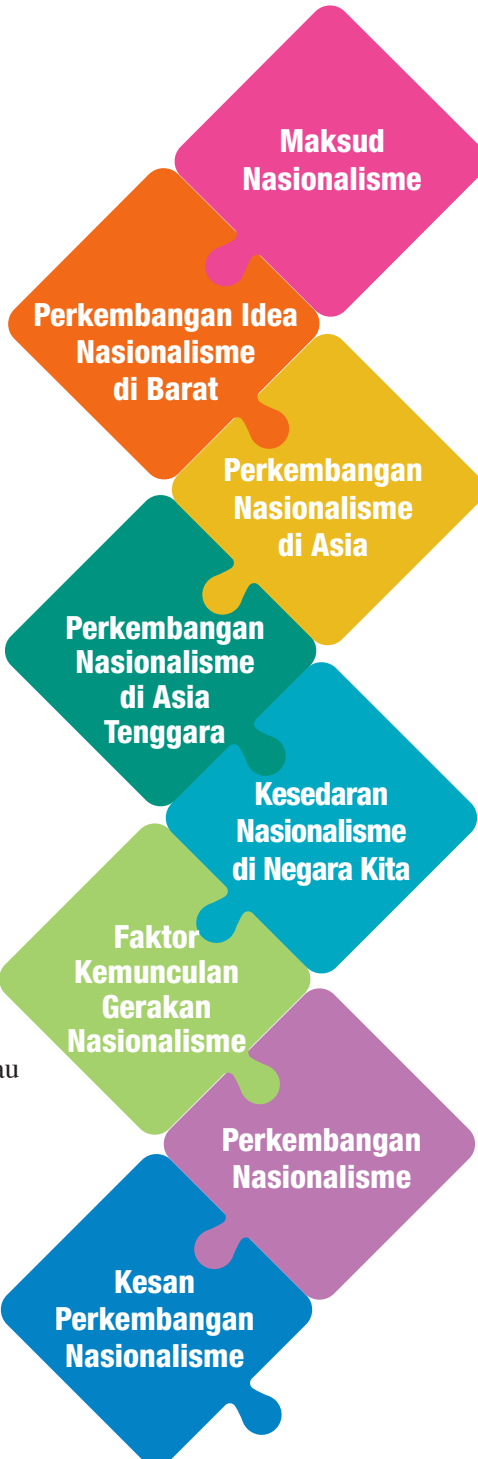 Maksud
Nasionalisme
Perkembangan Idea
Nasionalisme
di Barat
Perkembangan
Nasionalisme
di Asia
Perkembangan
Nasionalisme
di Asia
Tenggara
Kesedaran
Nasionalisme
di Negara Kita
Faktor
Kemunculan
Gerakan
Nasionalisme
au
Perkembangan
Nasionalisme
Kesan
Perkembangan
Nasionalisme